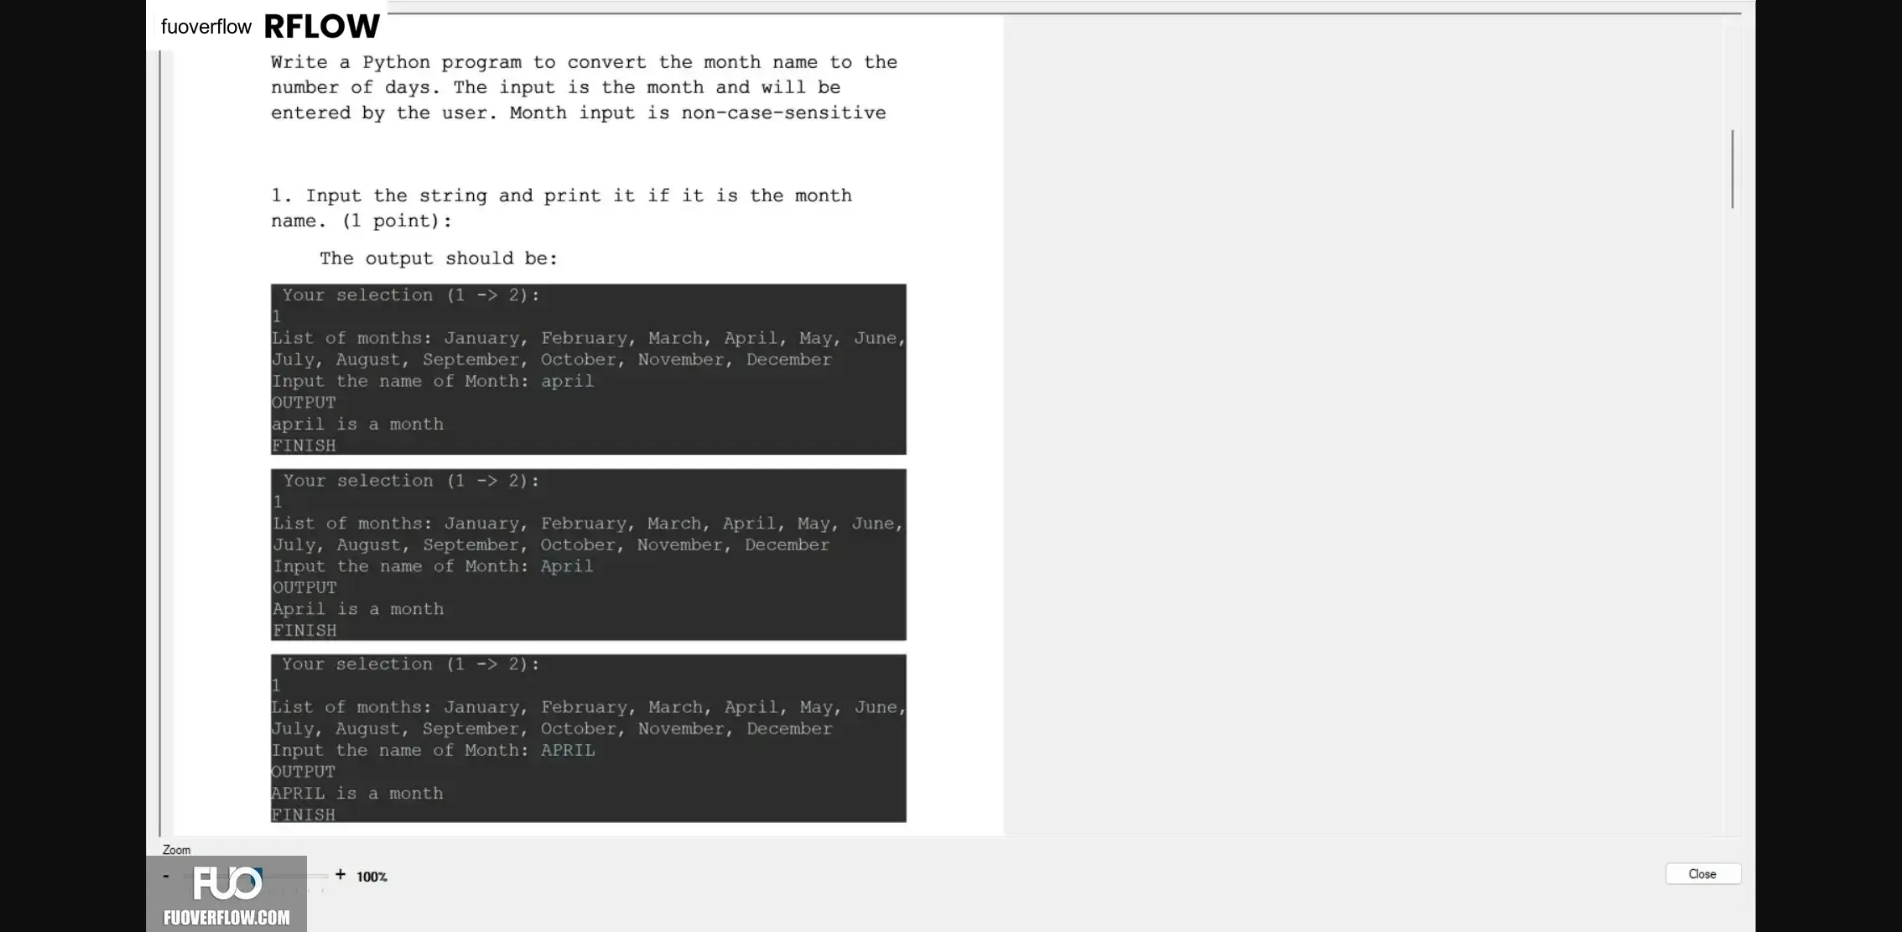 fuoverflow RFLOW
Write a Python program to convert the month name to the
number of days. The input is the month and will be
entered by the user. Month input is non-case-sensitive
1. Input the string and print it if it is the month
name. (1 point):
The output should be:
Your selection (1 -> 2):
1
List of months: January, February, March, April, May, June,
July, August, September, October, November, December
Input the name of Month: april
OUTPUT
april is a month
FINISH
Your selection (1 -> 2):
1
List of months: January, February, March, April, May, June,
July, August, September, October, November, December
Input the name of Month: April
OUTPUT
April is a month
FINISH
Your selection (1 -> 2):
1
List of months: January, February, March, April, May, June,
July, August, September, October, November, December
Input the name of Month: APRIL
OUTPUT
APRIL is a month
FINISH
Zoom
- + 100%
Close
FUO
FUOVERFLOW.COM